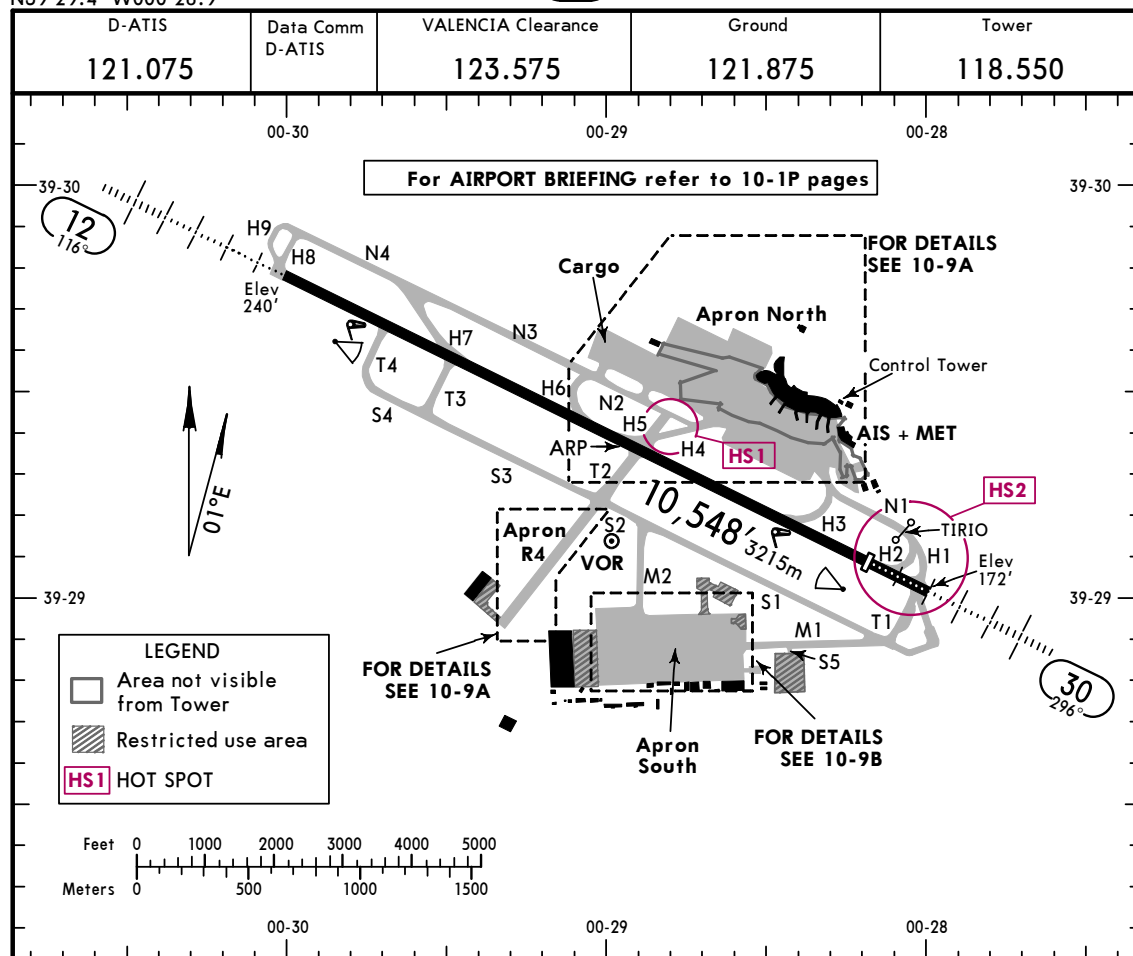 N39 29.4 W000 28.9
D-ATIS
121.075
Data Comm
D-ATIS
VALENCIA Clearance
123.575
Ground
121.875
Tower
118.550
00-30
00-29
00-28
39-30
39-30
For AIRPORT BRIEFING refer to 10-1P pages
12
116°
H9
H8
N4
Elev
240'
Cargo
FOR DETAILS
SEE 10-9A
Apron North
N3
H7
T4
T3
S4
H6
N2
H5
H4
HS1
Control Tower
AIS + MET
ARP
T2
S3
01°E
10,548'
3215m
H3
N1
HS2
TIRIO
H2
H1
Elev
172'
Apron
R4
S2
VOR
M2
S1
M1
T1
S5
39-29
39-29
30
296°
LEGEND
Area not visible
from Tower
Restricted use area
HS1 HOT SPOT
FOR DETAILS
SEE 10-9A
Apron
South
FOR DETAILS
SEE 10-9B
Feet 0 1000 2000 3000 4000 5000
Meters 0 500 1000 1500
00-30
00-29
00-28